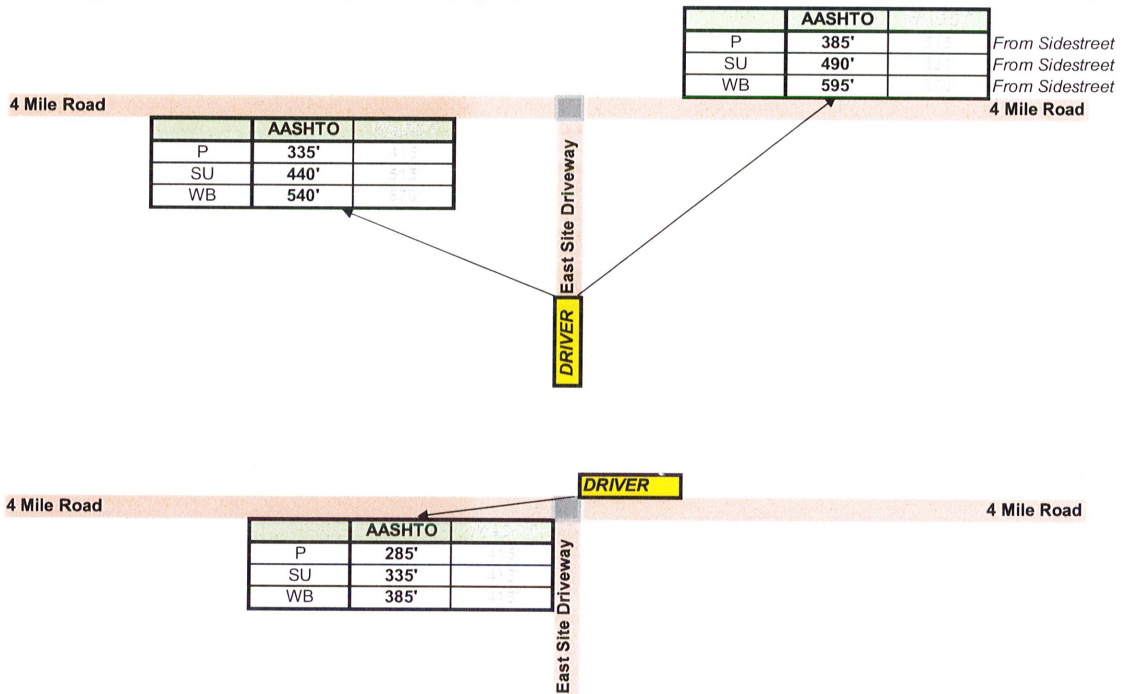 AASHTO
P 385' From Sidestreet
SU 490' From Sidestreet
WB 595' From Sidestreet
4 Mile Road
4 Mile Road
AASHTO
P 335'
SU 440'
WB 540'
East Site Driveway
DRIVER
DRIVER
4 Mile Road
4 Mile Road
AASHTO
P 285'
SU 335'
WB 385'
East Site Driveway